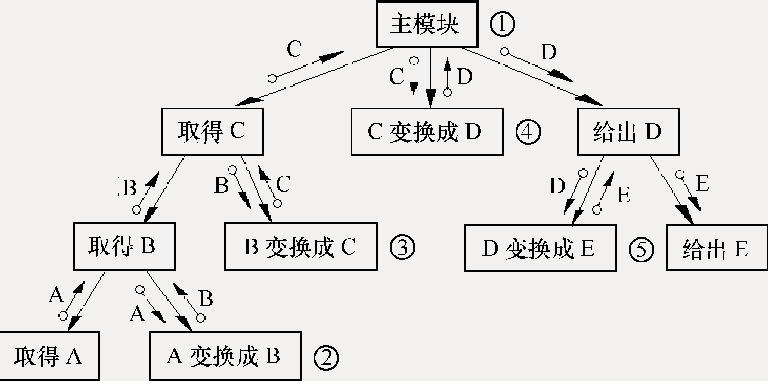 主模块 ①
C
C
D
D
取得 C
C 变换成 D ④
给出 D
B
B
C
D
E
E
取得 B
B 变换成 C ③
D 变换成 E ⑤
给出 E
A
A
B
取得 A
A 变换成 B ②